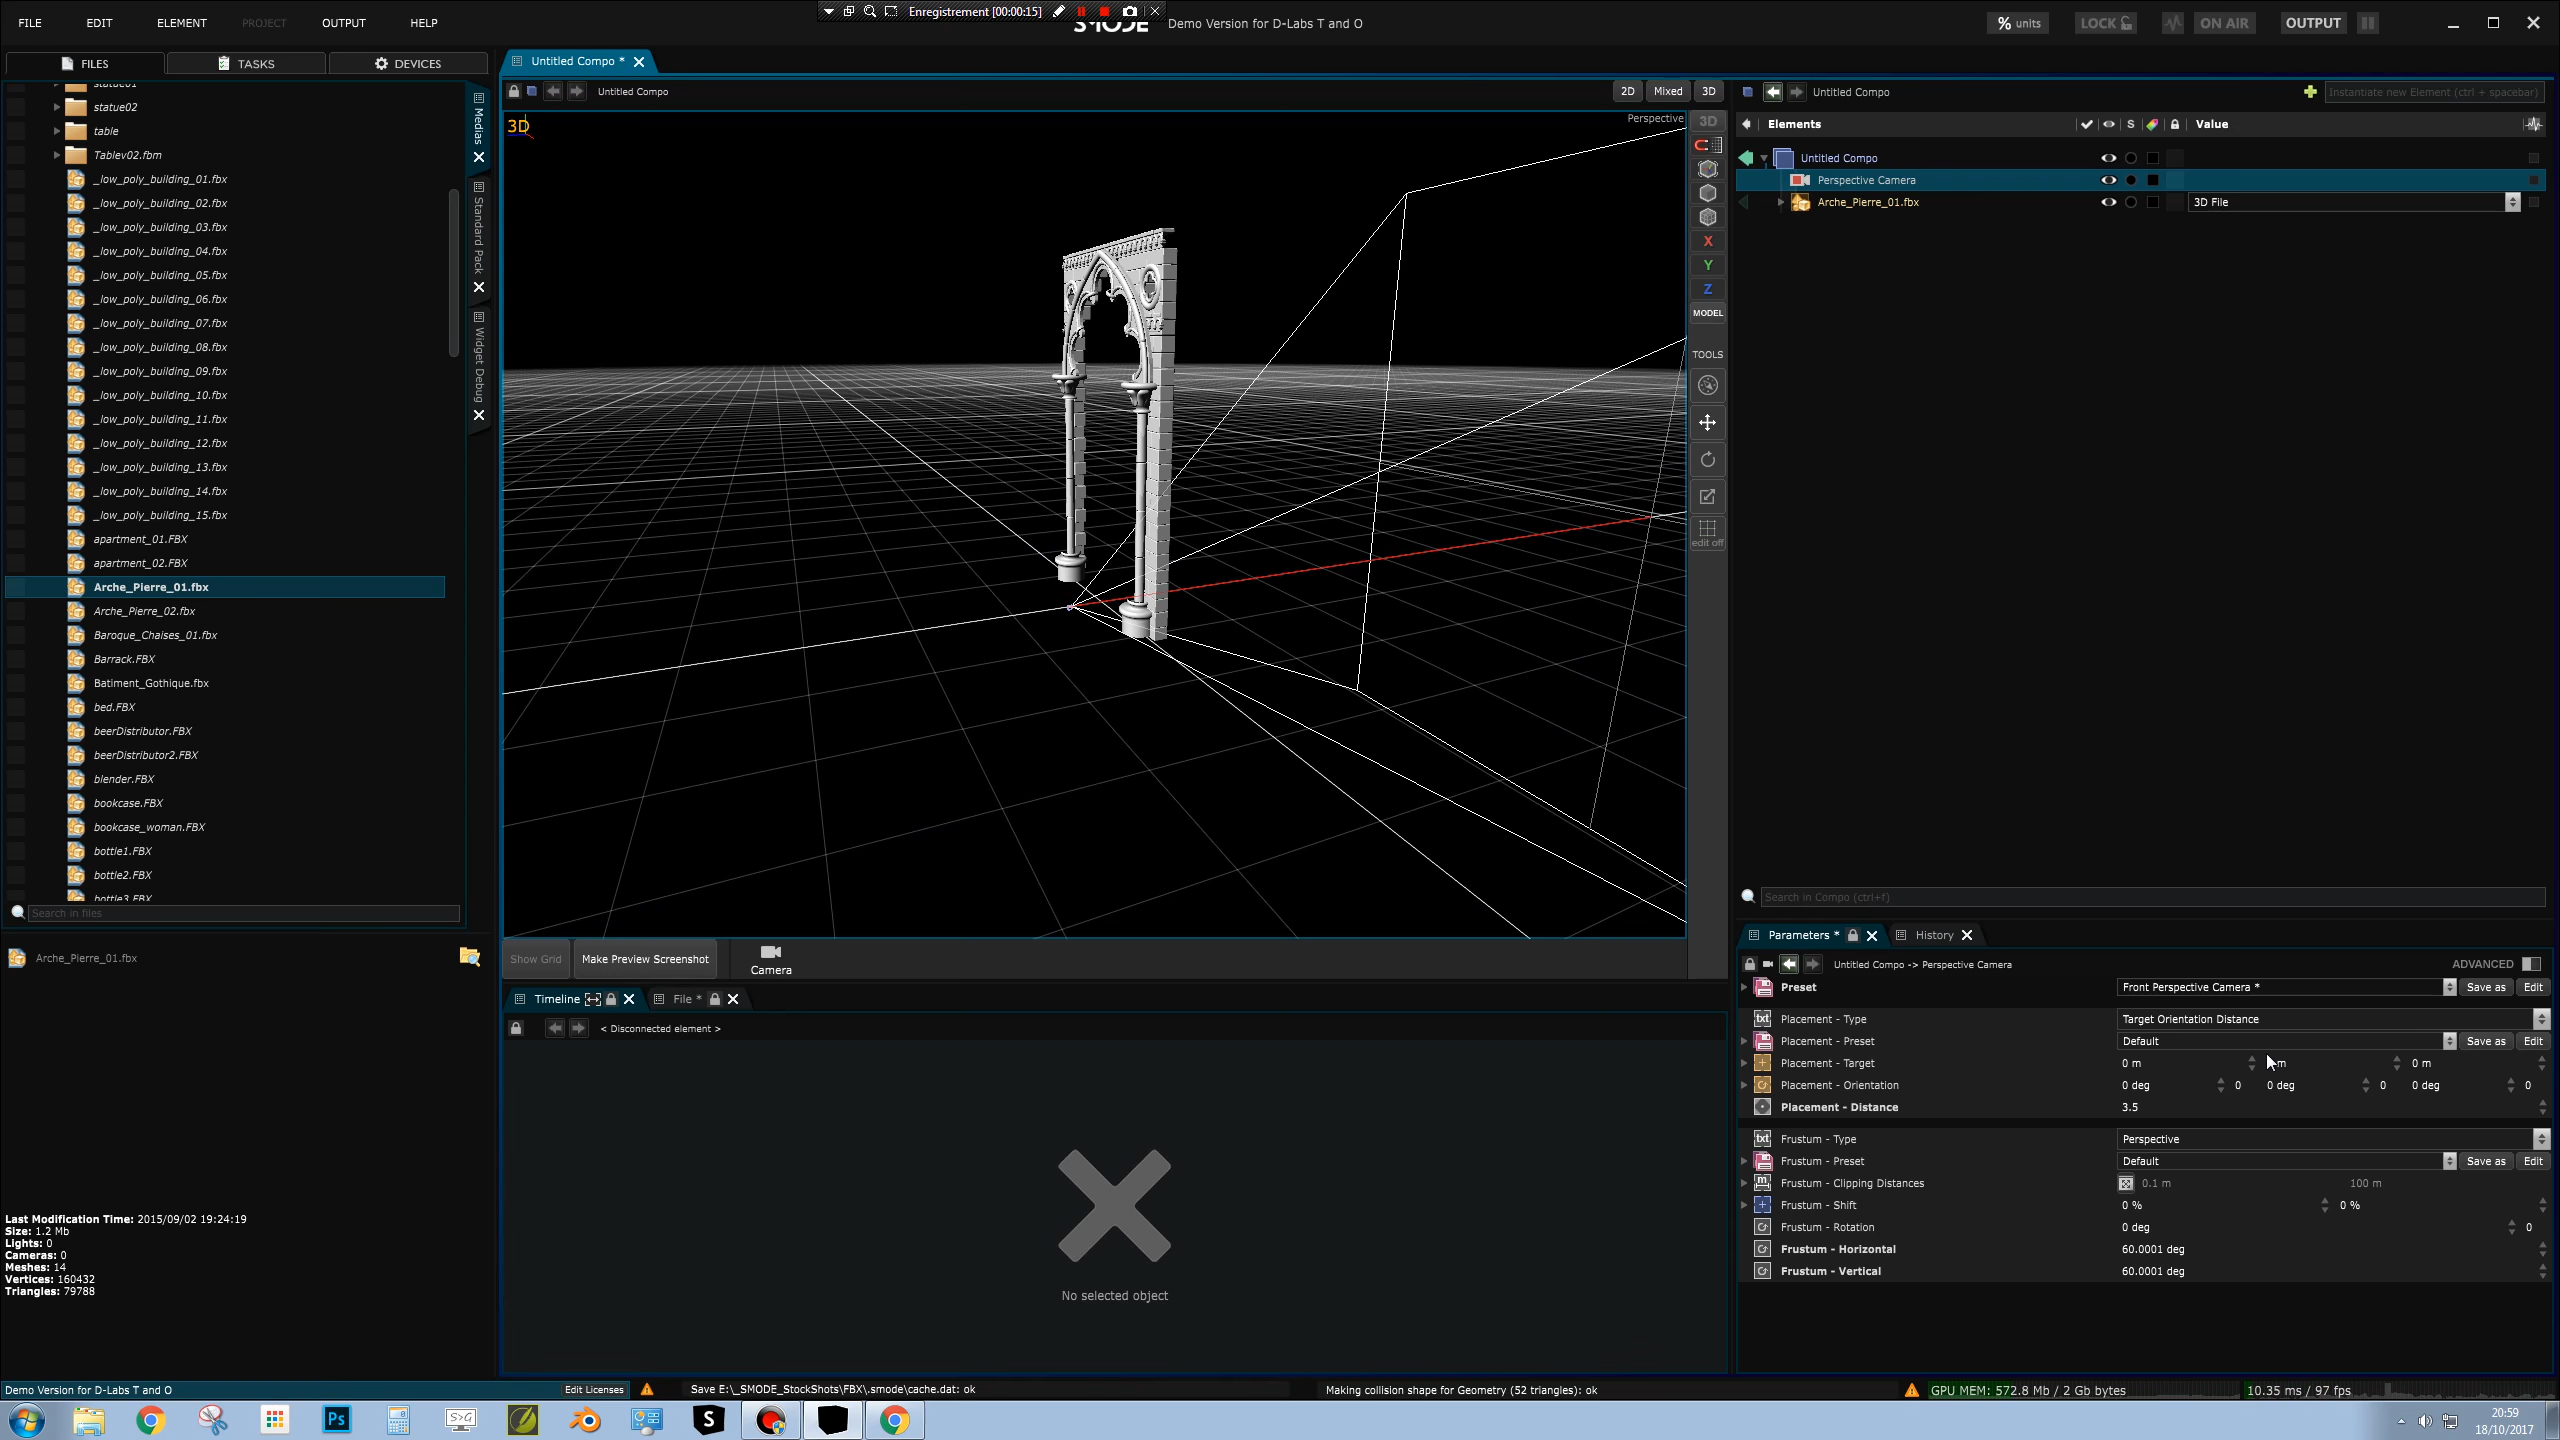 FILE EDIT ELEMENT PROJECT OUTPUT HELP
Enregistrement [00:00:15]
SMODE Demo Version for D-Labs T and O
% units LOCK ON AIR OUTPUT
FILES TASKS DEVICES
statue01
statue02
table
Tablev02.fbm
_low_poly_building_01.fbx
_low_poly_building_02.fbx
_low_poly_building_03.fbx
_low_poly_building_04.fbx
_low_poly_building_05.fbx
_low_poly_building_06.fbx
_low_poly_building_07.fbx
_low_poly_building_08.fbx
_low_poly_building_09.fbx
_low_poly_building_10.fbx
_low_poly_building_11.fbx
_low_poly_building_12.fbx
_low_poly_building_13.fbx
_low_poly_building_14.fbx
_low_poly_building_15.fbx
apartment_01.FBX
apartment_02.FBX
Arche_Pierre_01.fbx
Arche_Pierre_02.fbx
Baroque_Chaises_01.fbx
Barrack.FBX
Batiment_Gothique.fbx
bed.FBX
beerDistributor.FBX
beerDistributor2.FBX
blender.FBX
bookcase.FBX
bookcase_woman.FBX
bottle1.FBX
bottle2.FBX
bottle3.FBX
Search in files
Medias
Standard Pack
Widget Debug
Arche_Pierre_01.fbx
Last Modification Time: 2015/09/02 19:24:19
Size: 1.2 Mb
Lights: 0
Cameras: 0
Meshes: 14
Vertices: 160432
Triangles: 79788
Untitled Compo *
Untitled Compo
2D Mixed 3D
3D
Perspective
3D
X
Y
Z
MODEL
TOOLS
edit off
Show Grid Make Preview Screenshot Camera
Timeline File *
< Disconnected element >
No selected object
Untitled Compo Instantiate new Element (ctrl + spacebar)
Elements S Value
Untitled Compo
Perspective Camera
Arche_Pierre_01.fbx 3D File
Search in Compo (ctrl+f)
Parameters * History
Untitled Compo -> Perspective Camera ADVANCED
Preset Front Perspective Camera * Save as Edit
Placement - Type Target Orientation Distance
Placement - Preset Default Save as Edit
Placement - Target 0 m m 0 m
Placement - Orientation 0 deg 0 0 deg 0 0 deg 0
Placement - Distance 3.5
Frustum - Type Perspective
Frustum - Preset Default Save as Edit
Frustum - Clipping Distances 0.1 m 100 m
Frustum - Shift 0 % 0 %
Frustum - Rotation 0 deg 0
Frustum - Horizontal 60.0001 deg
Frustum - Vertical 60.0001 deg
Demo Version for D-Labs T and O Edit Licenses Save E:\_SMODE_StockShots\FBX\.smode\cache.dat: ok Making collision shape for Geometry (52 triangles): ok GPU MEM: 572.8 Mb / 2 Gb bytes 10.35 ms / 97 fps
Ps S>G S
20:59
18/10/2017